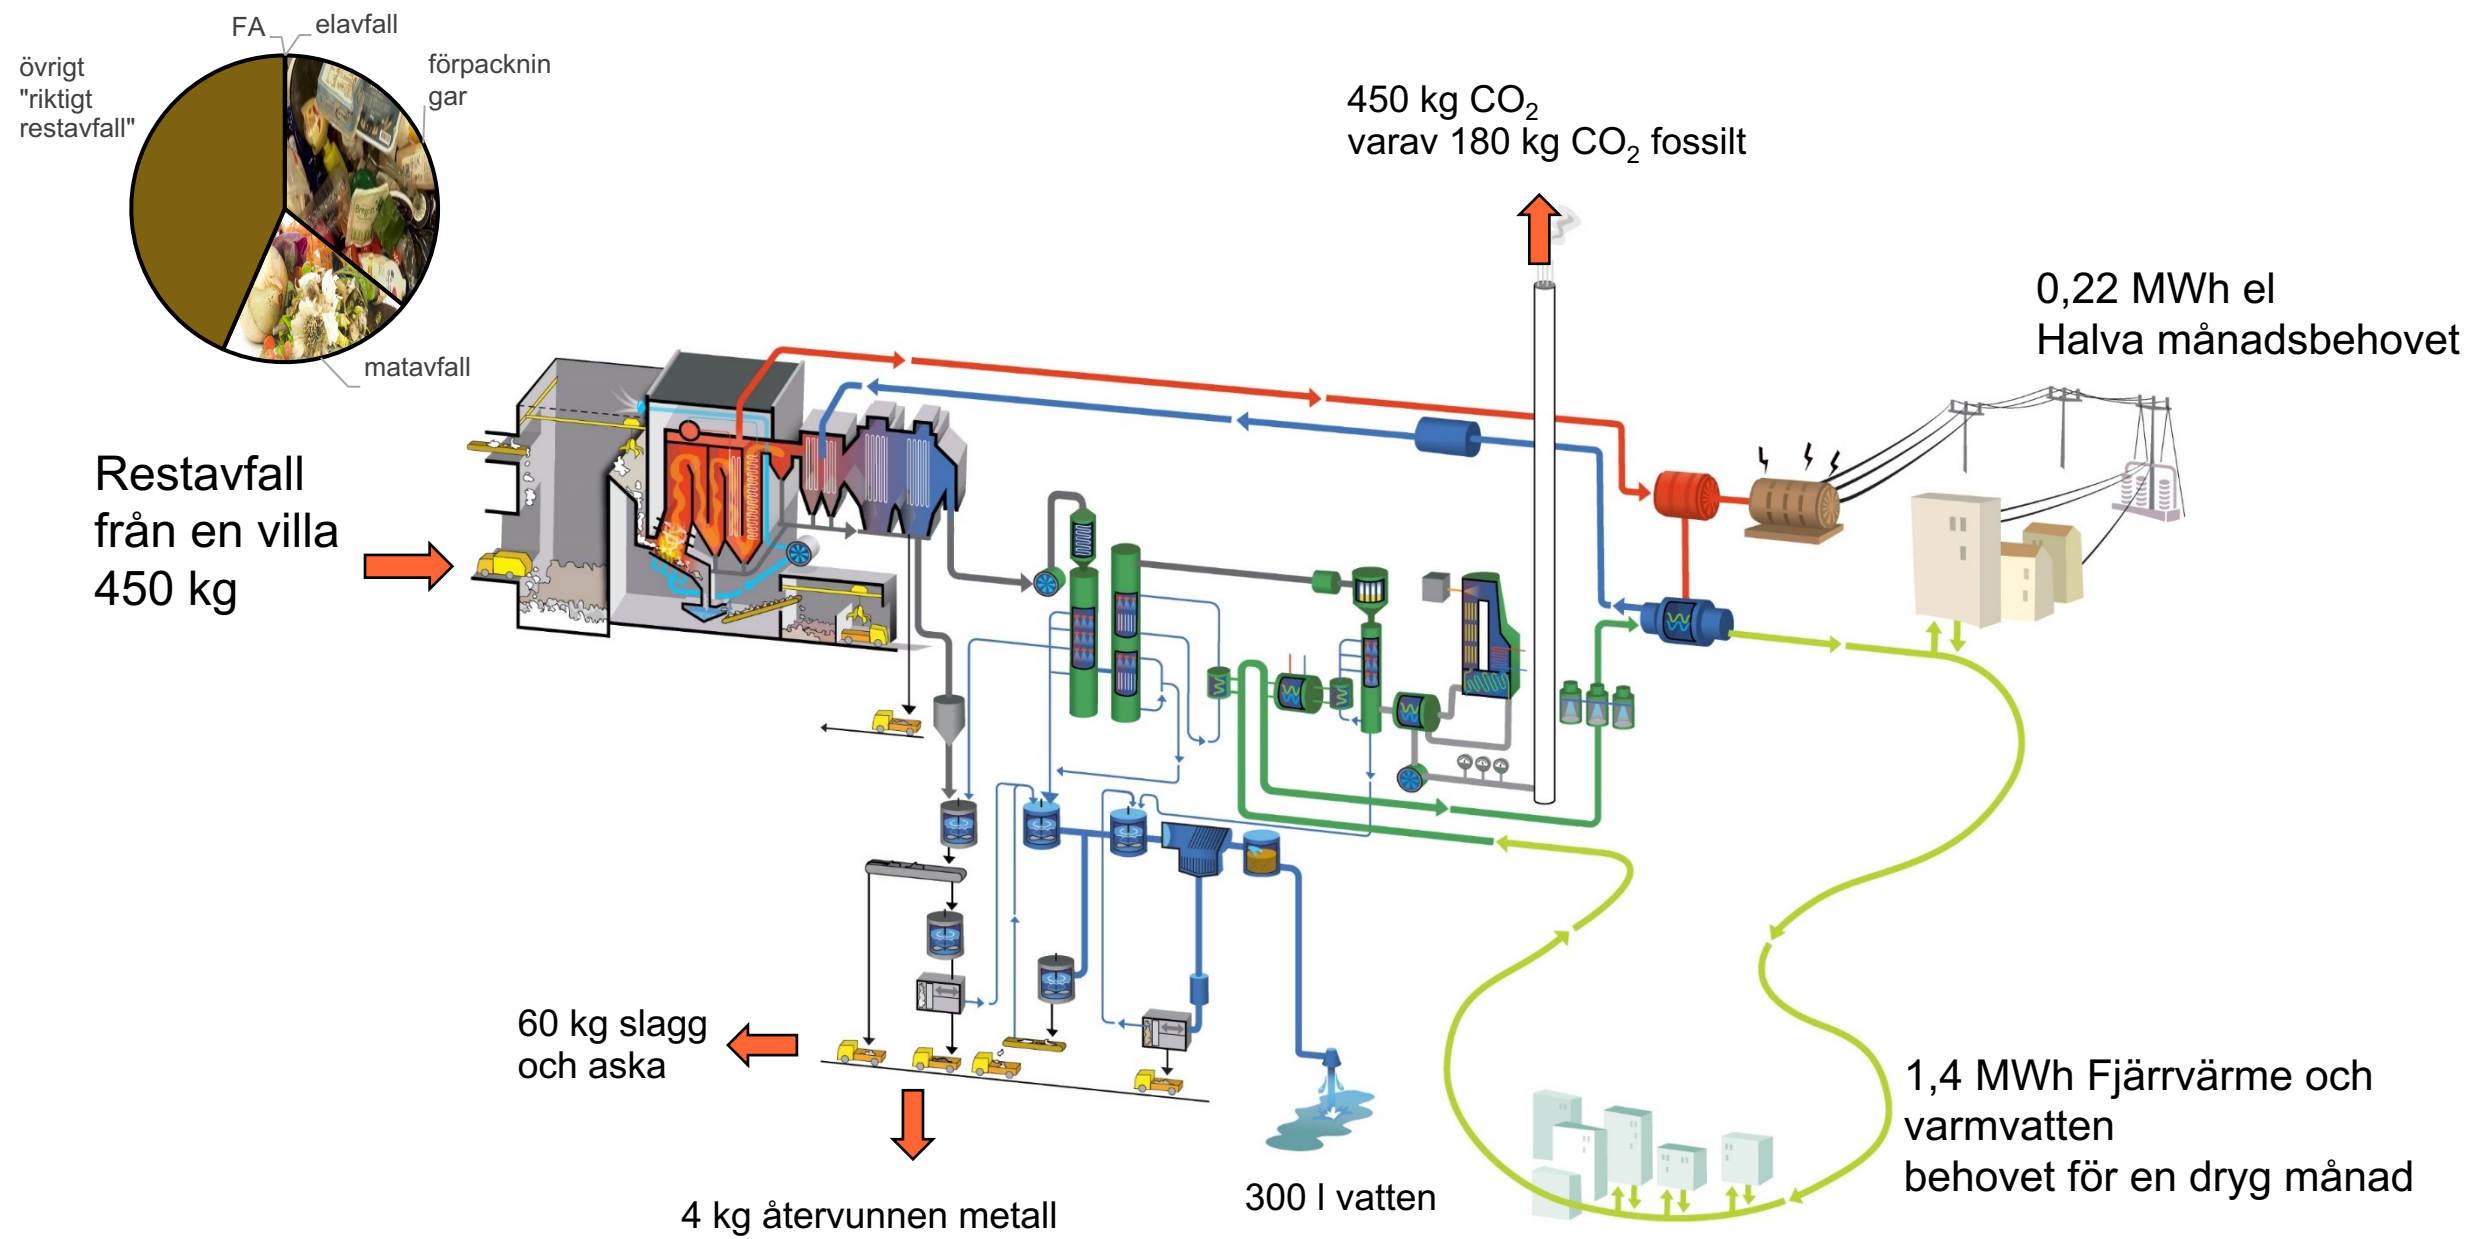 FA
elavfall
övrigt
"riktigt
restavfall"
förpacknin
gar
matavfall
450 kg CO₂
varav 180 kg CO₂ fossilt
0,22 MWh el
Halva månadsbehovet
Restavfall
från en villa
450 kg
60 kg slagg
och aska
4 kg återvunnen metall
300 l vatten
1,4 MWh Fjärrvärme och
varmvatten
behovet för en dryg månad